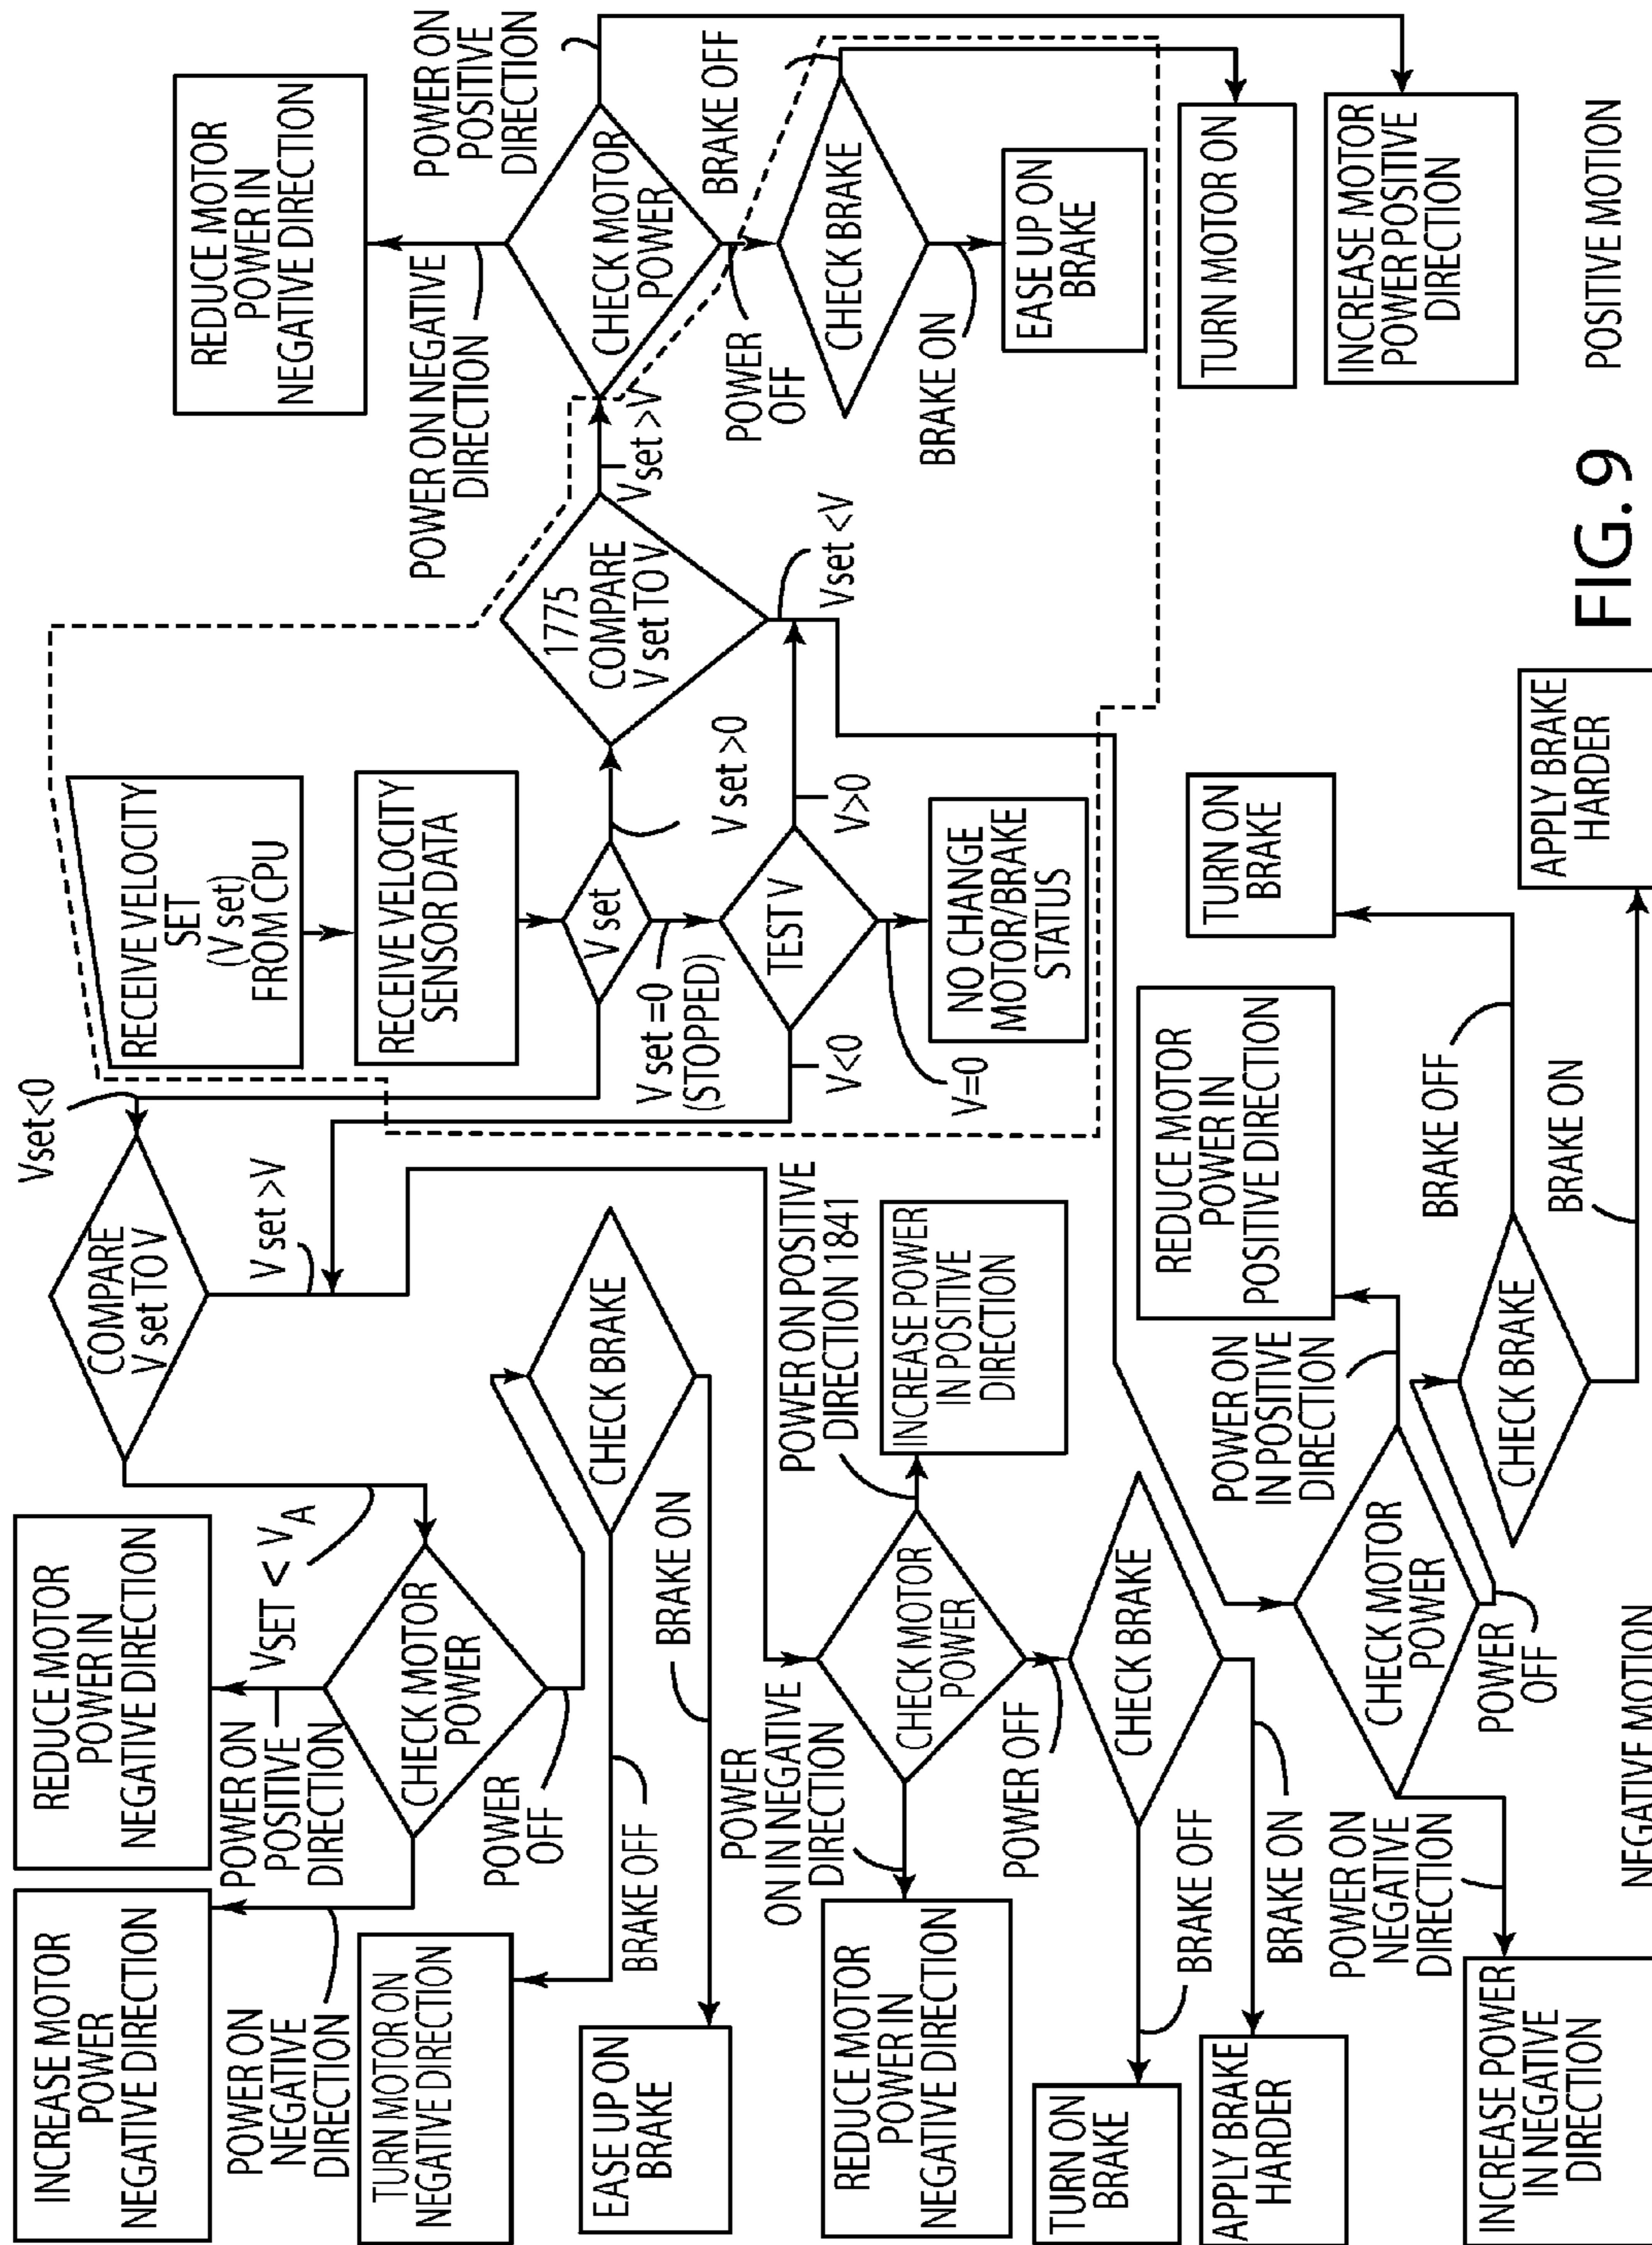 REDUCE MOTOR
POWER IN
NEGATIVE DIRECTION
POWER ON
POSITIVE
DIRECTION
POWER ON NEGATIVE
DIRECTION
CHECK MOTOR
POWER
BRAKE OFF
POWER
OFF
CHECK BRAKE
BRAKE ON
EASE UP ON
BRAKE
TURN MOTOR ON
INCREASE MOTOR
POWER POSITIVE
DIRECTION
POSITIVE MOTION
RECEIVE VELOCITY
SET
(V set)
FROM CPU
RECEIVE VELOCITY
SENSOR DATA
V set
V set >0
1775
COMPARE
V set TO V
V set >V
V set <V
V set =0
(STOPPED)
TEST V
V>0
V<0
V=0
NO CHANGE
MOTOR/BRAKE
STATUS
FIG. 9
Vset<0
COMPARE
V set TO V
V set >V
VSET < VA
REDUCE MOTOR
POWER IN
NEGATIVE DIRECTION
POWER ON
POSITIVE
DIRECTION
CHECK MOTOR
POWER
INCREASE MOTOR
POWER
NEGATIVE DIRECTION
POWER ON
NEGATIVE
DIRECTION
POWER
OFF
CHECK BRAKE
BRAKE OFF
BRAKE ON
TURN MOTOR ON
NEGATIVE DIRECTION
EASE UP ON
BRAKE
POWER ON POSITIVE
DIRECTION 1841
INCREASE POWER
IN POSITIVE
DIRECTION
CHECK MOTOR
POWER
POWER
ON IN NEGATIVE
DIRECTION
REDUCE MOTOR
POWER IN
NEGATIVE DIRECTION
POWER OFF
CHECK BRAKE
BRAKE OFF
BRAKE ON
TURN ON
BRAKE
APPLY BRAKE
HARDER
REDUCE MOTOR
POWER IN
POSITIVE DIRECTION
POWER ON
IN POSITIVE
DIRECTION
CHECK MOTOR
POWER
POWER
OFF
POWER ON
NEGATIVE
DIRECTION
INCREASE POWER
IN NEGATIVE
DIRECTION
CHECK BRAKE
BRAKE OFF
BRAKE ON
TURN ON
BRAKE
APPLY BRAKE
HARDER
NEGATIVE MOTION